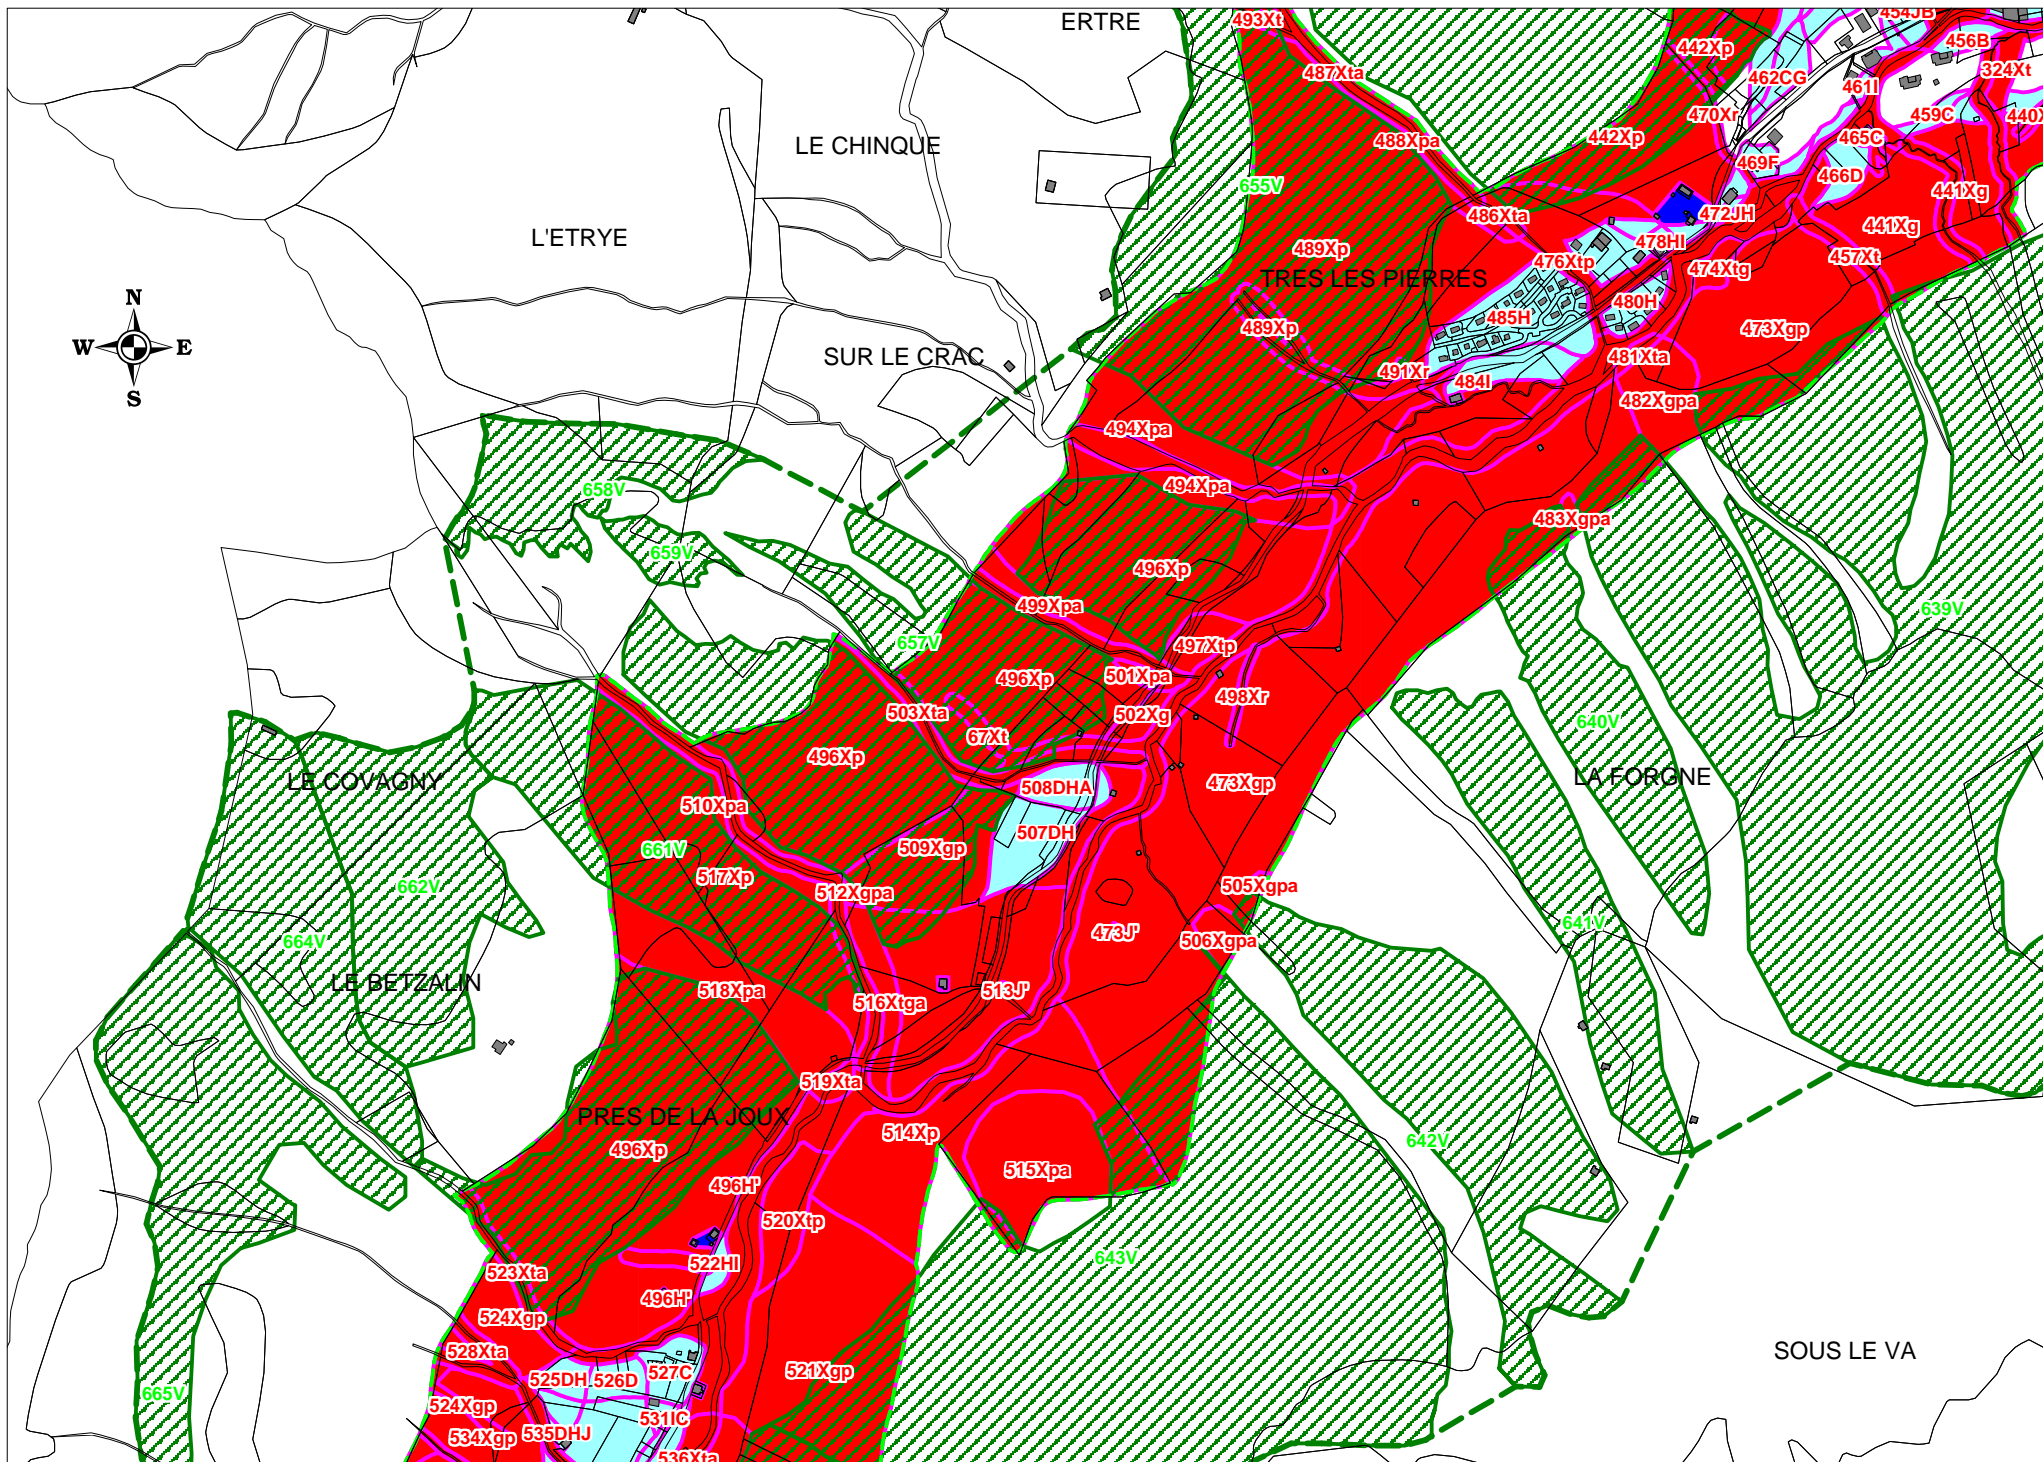 493Xt
ERTRE
454JB
456B
442Xp
324Xt
487Xta
462CG
461I
470Xr
459C
440X
442Xp
465C
488Xpa
LE CHINQUE
469F
466D
655V
441Xg
472JH
486Xta
441Xg
L'ETRYE
478HI
489Xp
457Xt
476Xtp
474Xtg
TRES LES PIERRES
N
W
E
S
480H
485H
489Xp
473Xgp
SUR LE CRAC
481Xta
491Xr
484I
482Xgpa
494Xpa
494Xpa
658V
483Xgpa
659V
496Xp
499Xpa
639V
657V
497Xtp
501Xpa
496Xp
498Xr
503Xta
502Xg
640V
67Xt
496Xp
LA FORGNE
LE COVAGNY
473Xgp
508DHA
510Xpa
507DH
509Xgp
661V
517Xp
662V
505Xgpa
512Xgpa
641V
473J'
506Xgpa
664V
LE BETZALIN
518Xpa
513J'
516Xtga
519Xta
PRES DE LA JOUX
514Xp
642V
496Xp
515Xpa
496H'
520Xtp
643V
522HI
523Xta
496H'
524Xgp
528Xta
SOUS LE VA
527C
521Xgp
525DH
526D
665V
524Xgp
531IC
535DHJ
534Xgp
536Xta